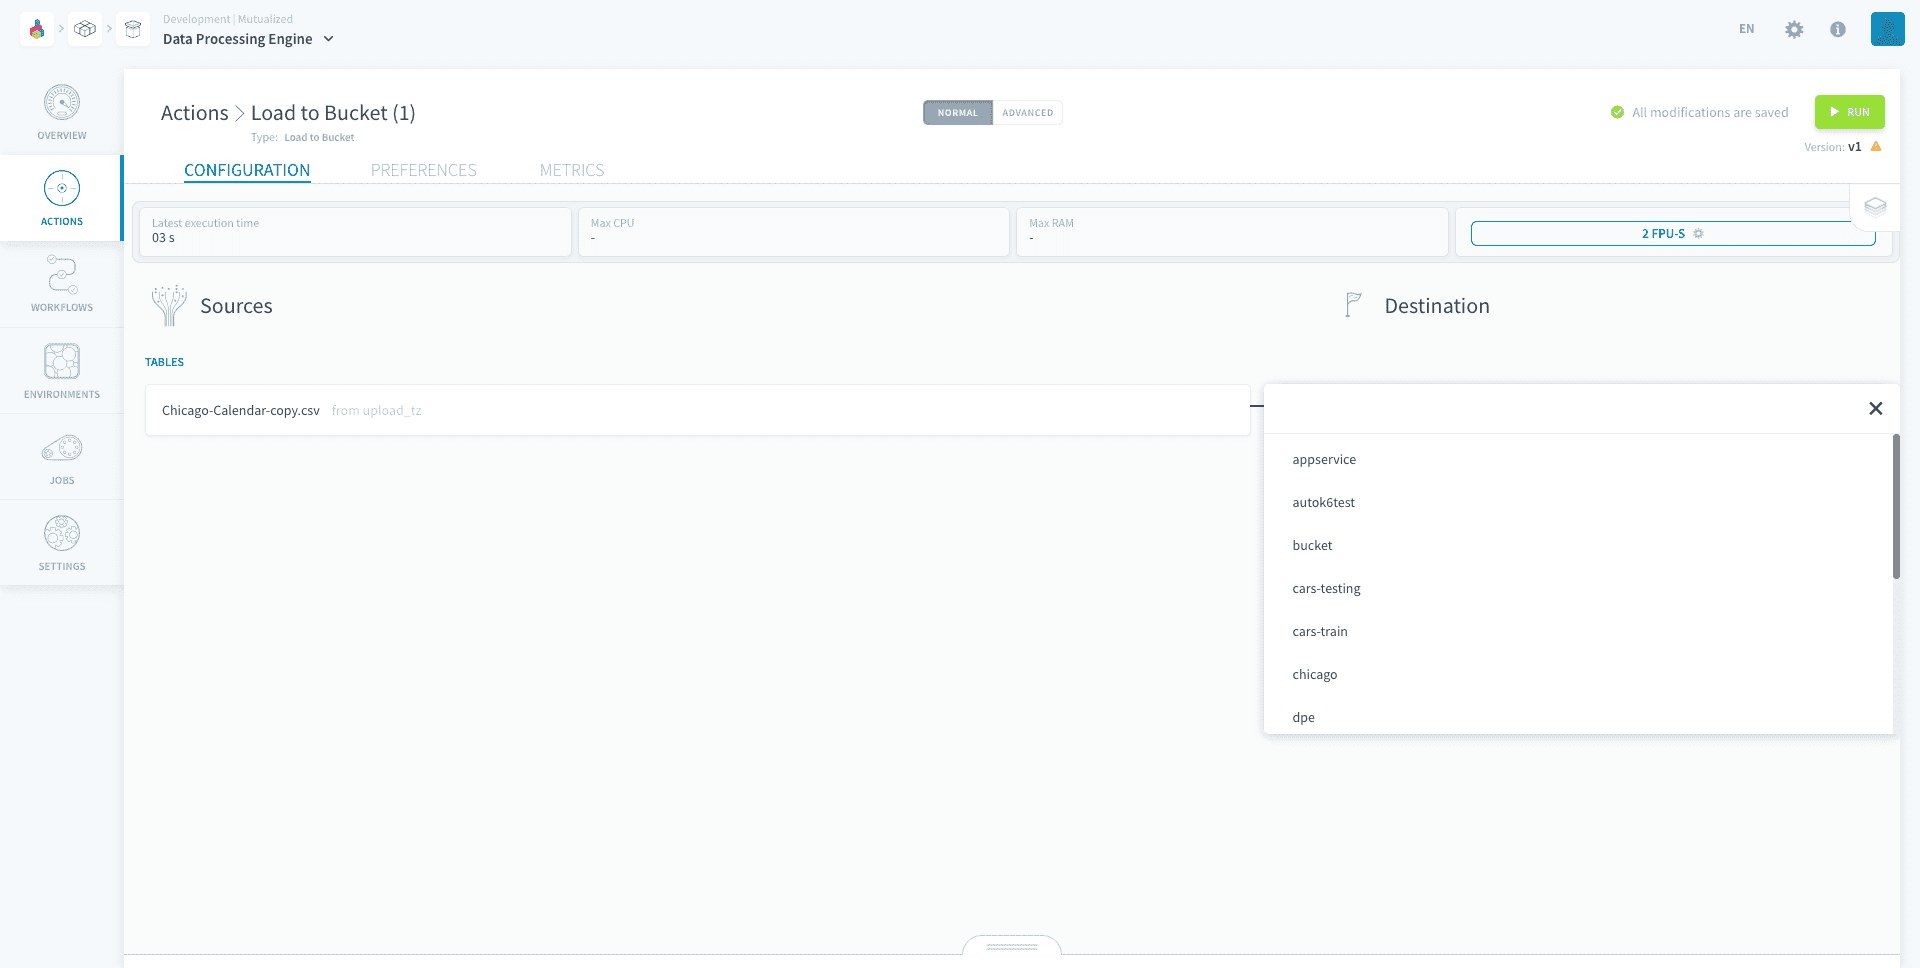 Development | Mutualized
Data Processing Engine
EN
OVERVIEW
ACTIONS
WORKFLOWS
ENVIRONMENTS
JOBS
SETTINGS
Actions > Load to Bucket (1)
Type: Load to Bucket
NORMAL ADVANCED
All modifications are saved
RUN
Version: v1
CONFIGURATION PREFERENCES METRICS
Latest execution time
03 s
Max CPU
-
Max RAM
-
2 FPU-S
Sources
Destination
TABLES
Chicago-Calendar-copy.csv from upload_tz
appservice
autok6test
bucket
cars-testing
cars-train
chicago
dpe